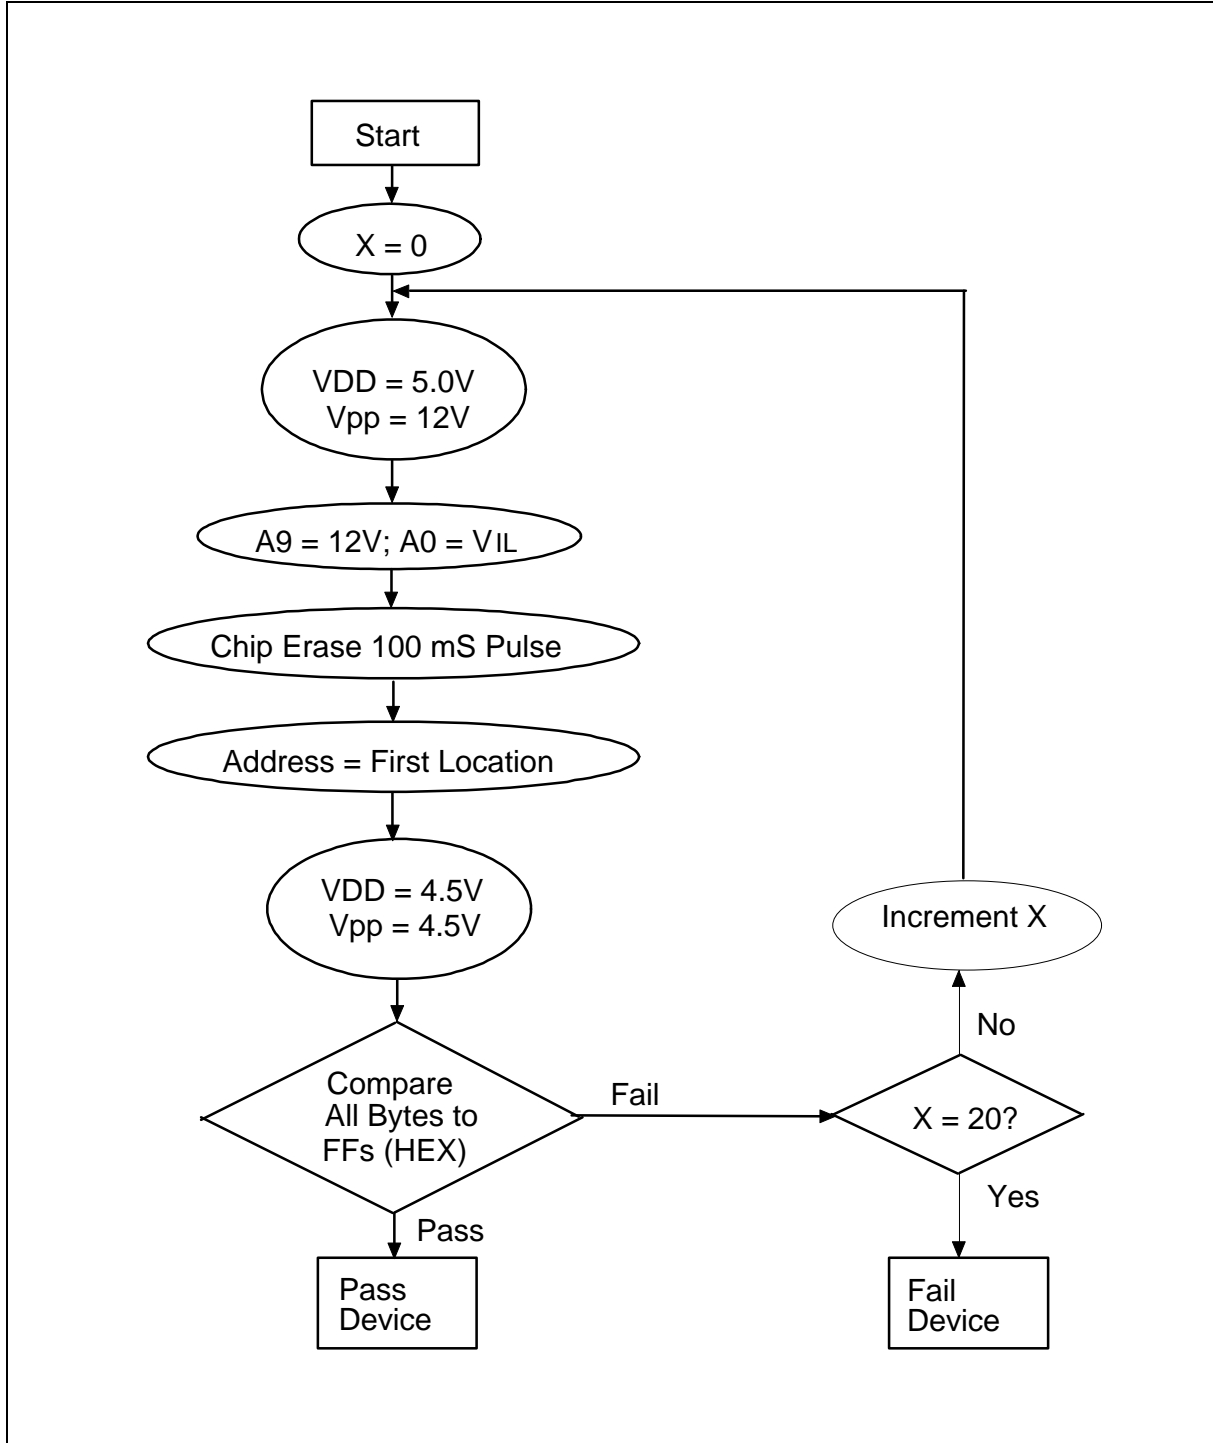 Start
X = 0
VDD = 5.0V
Vpp = 12V
A9 = 12V; A0 = VIL
Chip Erase 100 mS Pulse
Address = First Location
VDD = 4.5V
Vpp = 4.5V
Increment X
No
Compare
All Bytes to
FFs (HEX)
Fail
X = 20?
Yes
Pass
Pass
Device
Fail
Device